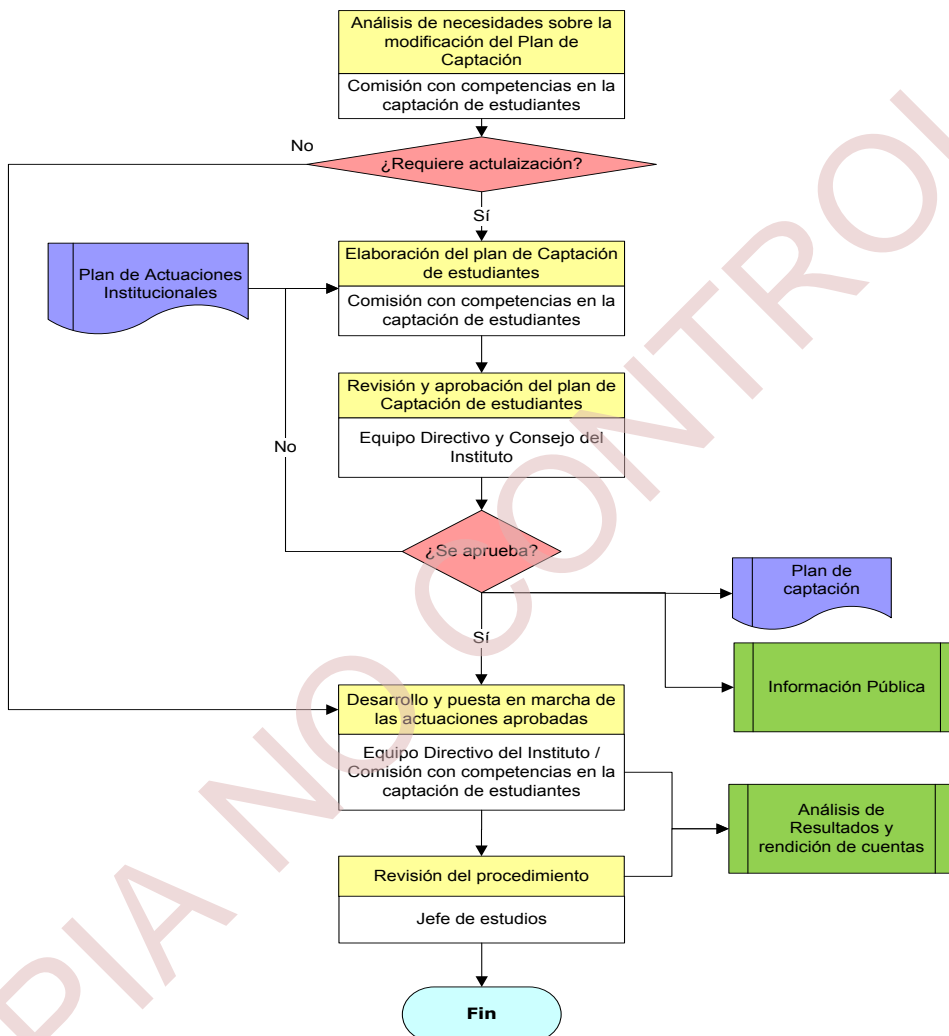 Análisis de necesidades sobre la
modificación del Plan de
Captación
Comisión con competencias en la
captación de estudiantes
No
¿Requiere actulaización?
Sí
Plan de Actuaciones
Institucionales
Elaboración del plan de Captación
de estudiantes
Comisión con competencias en la
captación de estudiantes
Revisión y aprobación del plan de
Captación de estudiantes
Equipo Directivo y Consejo del
Instituto
No
¿Se aprueba?
Plan de
captación
Sí
Información Pública
Desarrollo y puesta en marcha de
las actuaciones aprobadas
Equipo Directivo del Instituto /
Comisión con competencias en la
captación de estudiantes
Análisis de
Resultados y
rendición de cuentas
Revisión del procedimiento
Jefe de estudios
Fin
PIA NO CONTROL